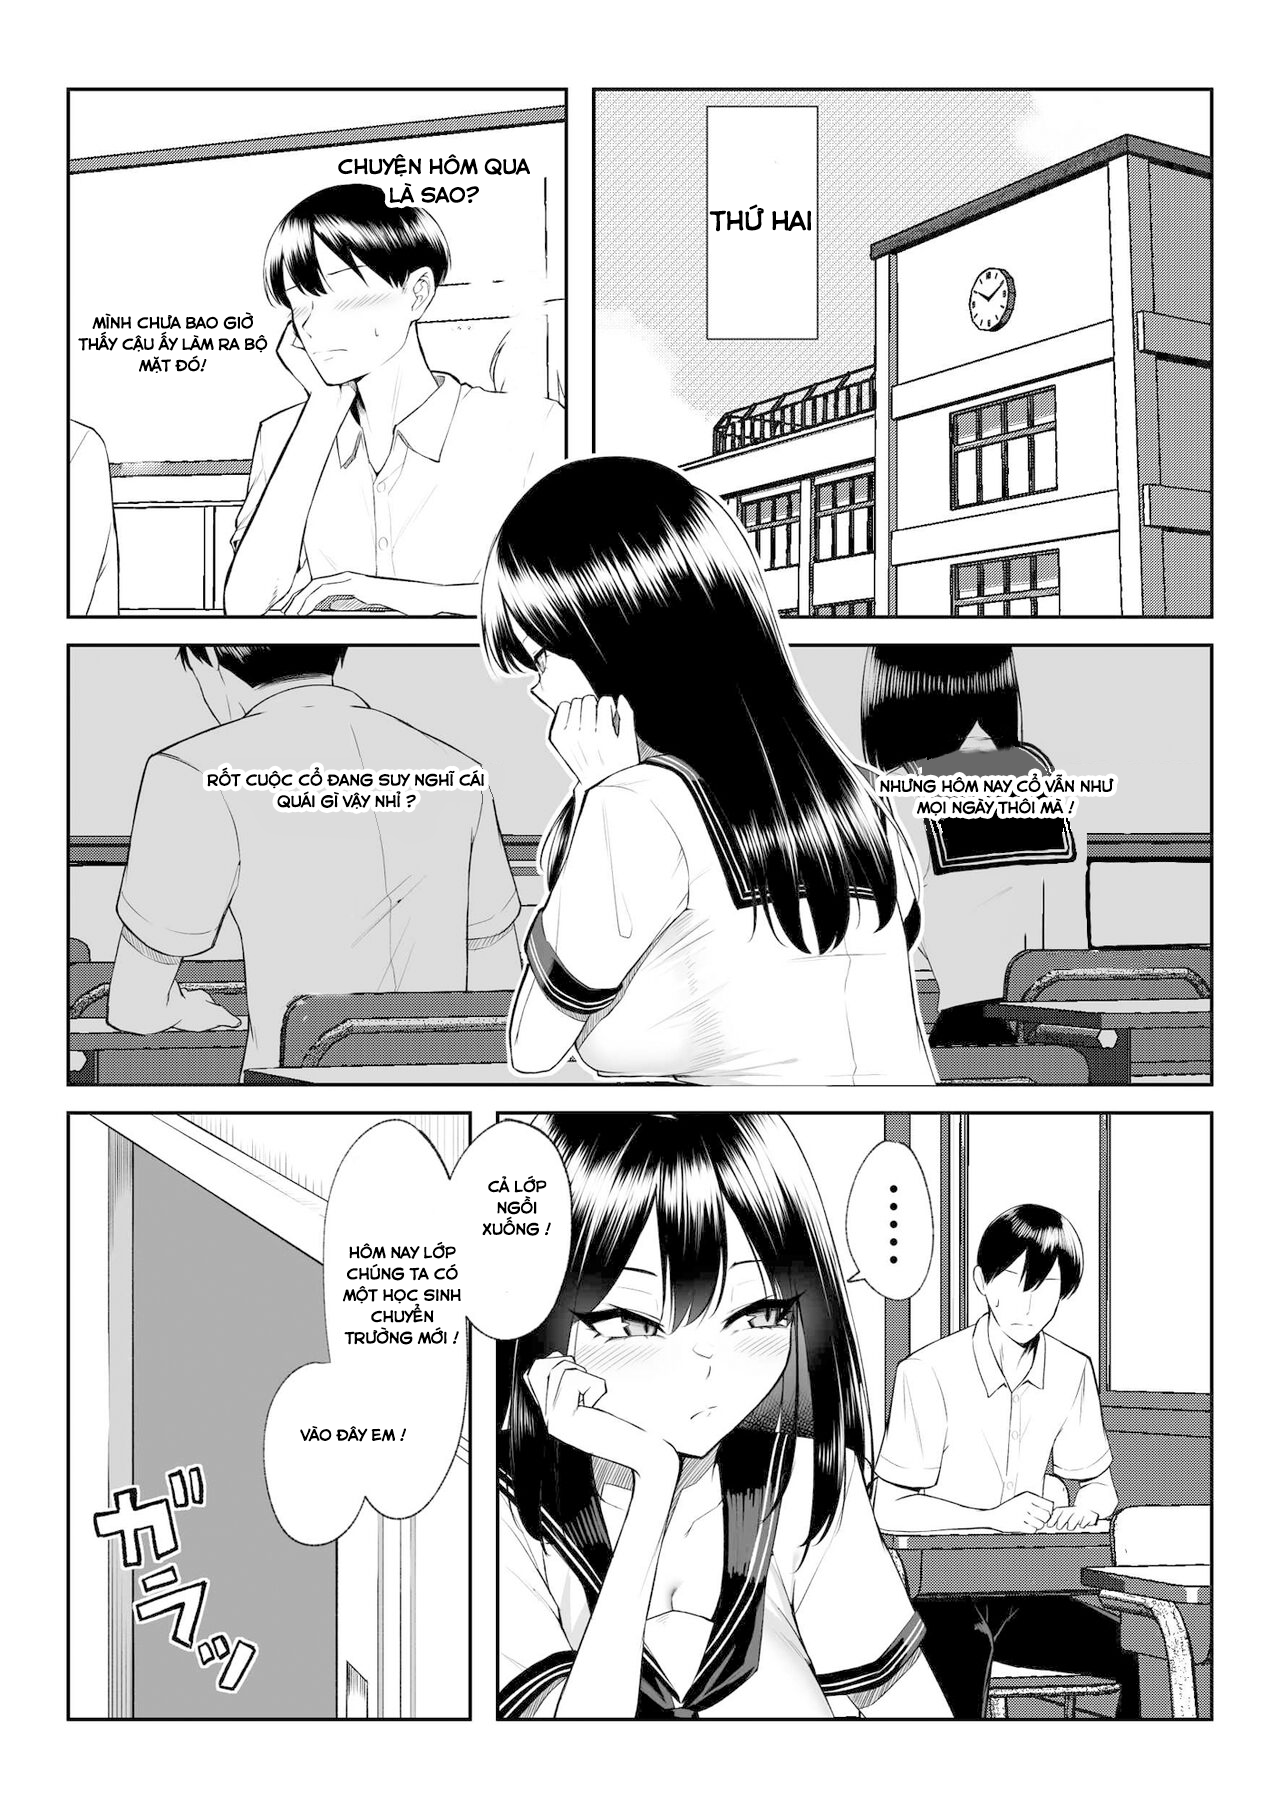 THỨ HAI
CHUYỆN HÔM QUA
LÀ SAO?
MÌNH CHƯA BAO GIỜ
THẤY CẬU ẤY LÀM RA BỘ
MẶT ĐÓ!
NHƯNG HÔM NAY CỔ VẪN NHƯ
MỌI NGÀY THÔI MÀ !
RỐT CUỘC CỔ ĐANG SUY NGHĨ CÁI
QUÁI GÌ VẬY NHỈ ?
.....
CẢ LỚP
NGỒI
XUỐNG !
HÔM NAY LỚP
CHÚNG TA CÓ
MỘT HỌC SINH
CHUYỂN
TRƯỜNG MỚI !
VÀO ĐÂY EM !
ガラッ